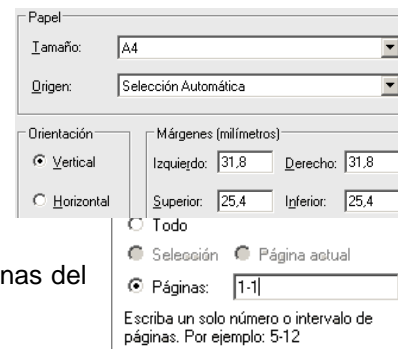 Papel
Tamaño: A4
Origen: Selección Automática
Orientación
Márgenes (milímetros)
Vertical
Izquierdo: 31,8 Derecho: 31,8
Horizontal
Superior: 25,4 Inferior: 25,4
Todo
Selección Página actual
nas del
Páginas: 1-1
Escriba un solo número o intervalo de
páginas. Por ejemplo: 5-12